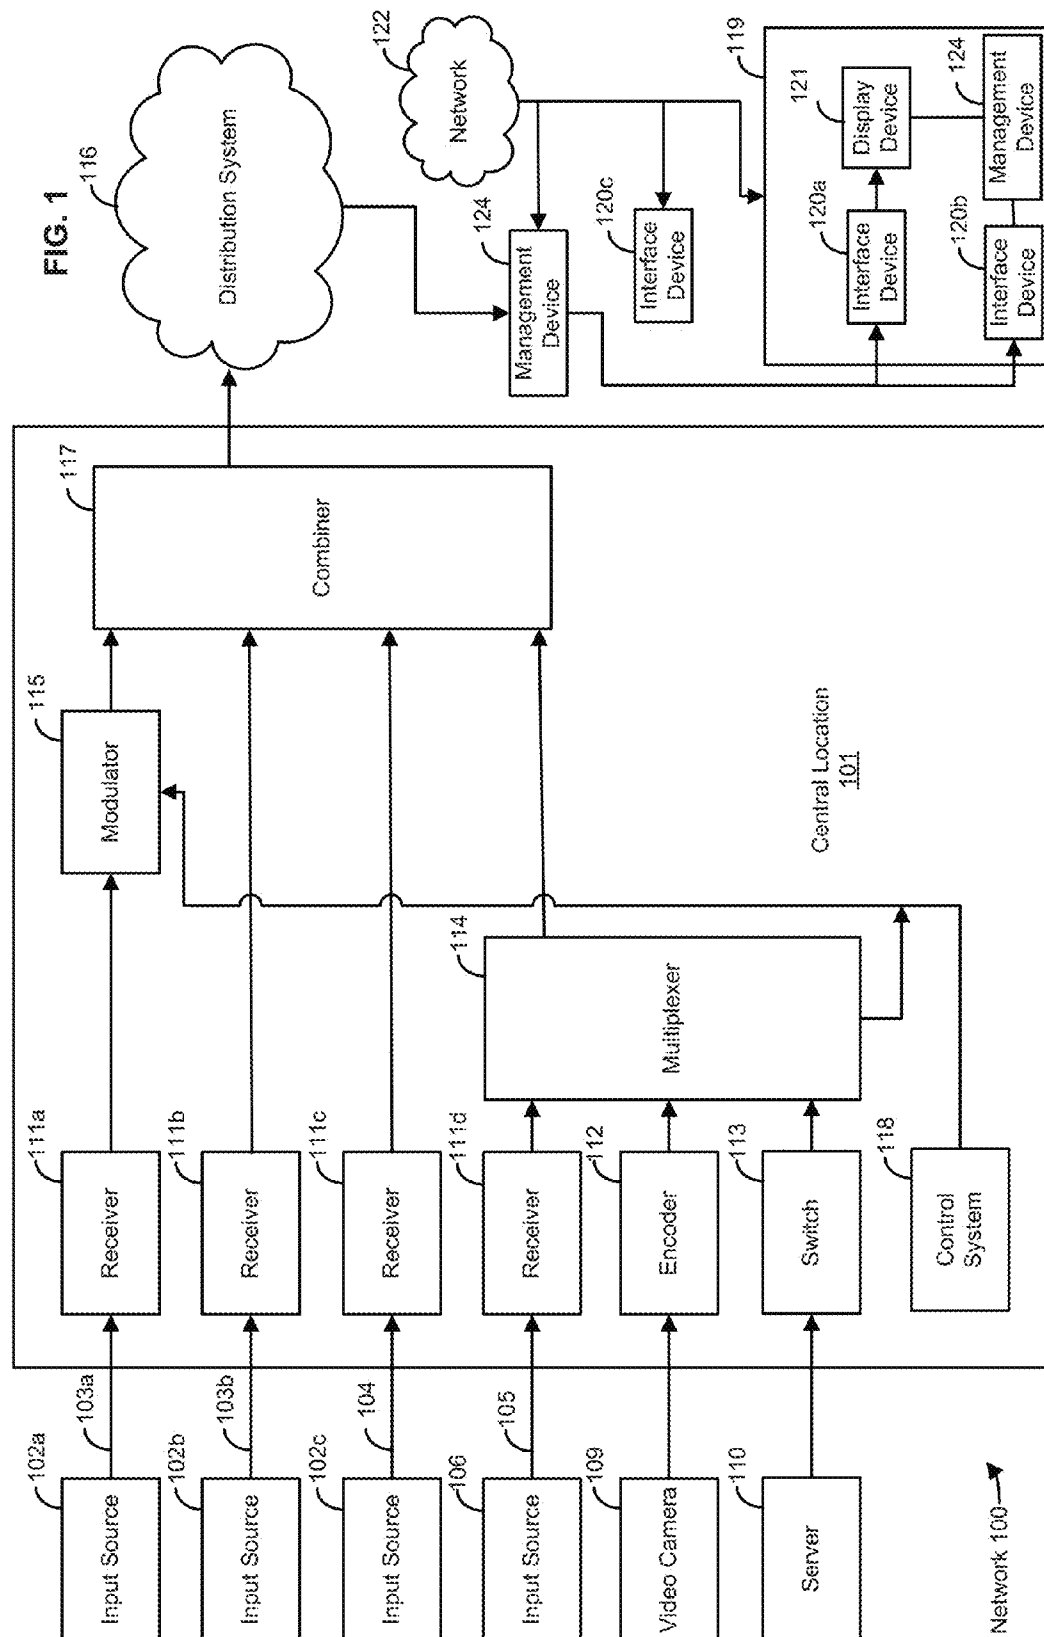 FIG. 1
102a
Input Source
103a
111a
Receiver
115
Modulator
117
Combiner
116
Distribution System
102b
Input Source
103b
111b
Receiver
102c
Input Source
104
111c
Receiver
106
Input Source
105
111d
Receiver
114
Multiplexer
109
Video Camera
112
Encoder
110
Server
113
Switch
118
Control
System
Central Location
101
Network 100
122
Network
124
Management
Device
120c
Interface
Device
119
120a
Interface
Device
121
Display
Device
120b
Interface
Device
124
Management
Device